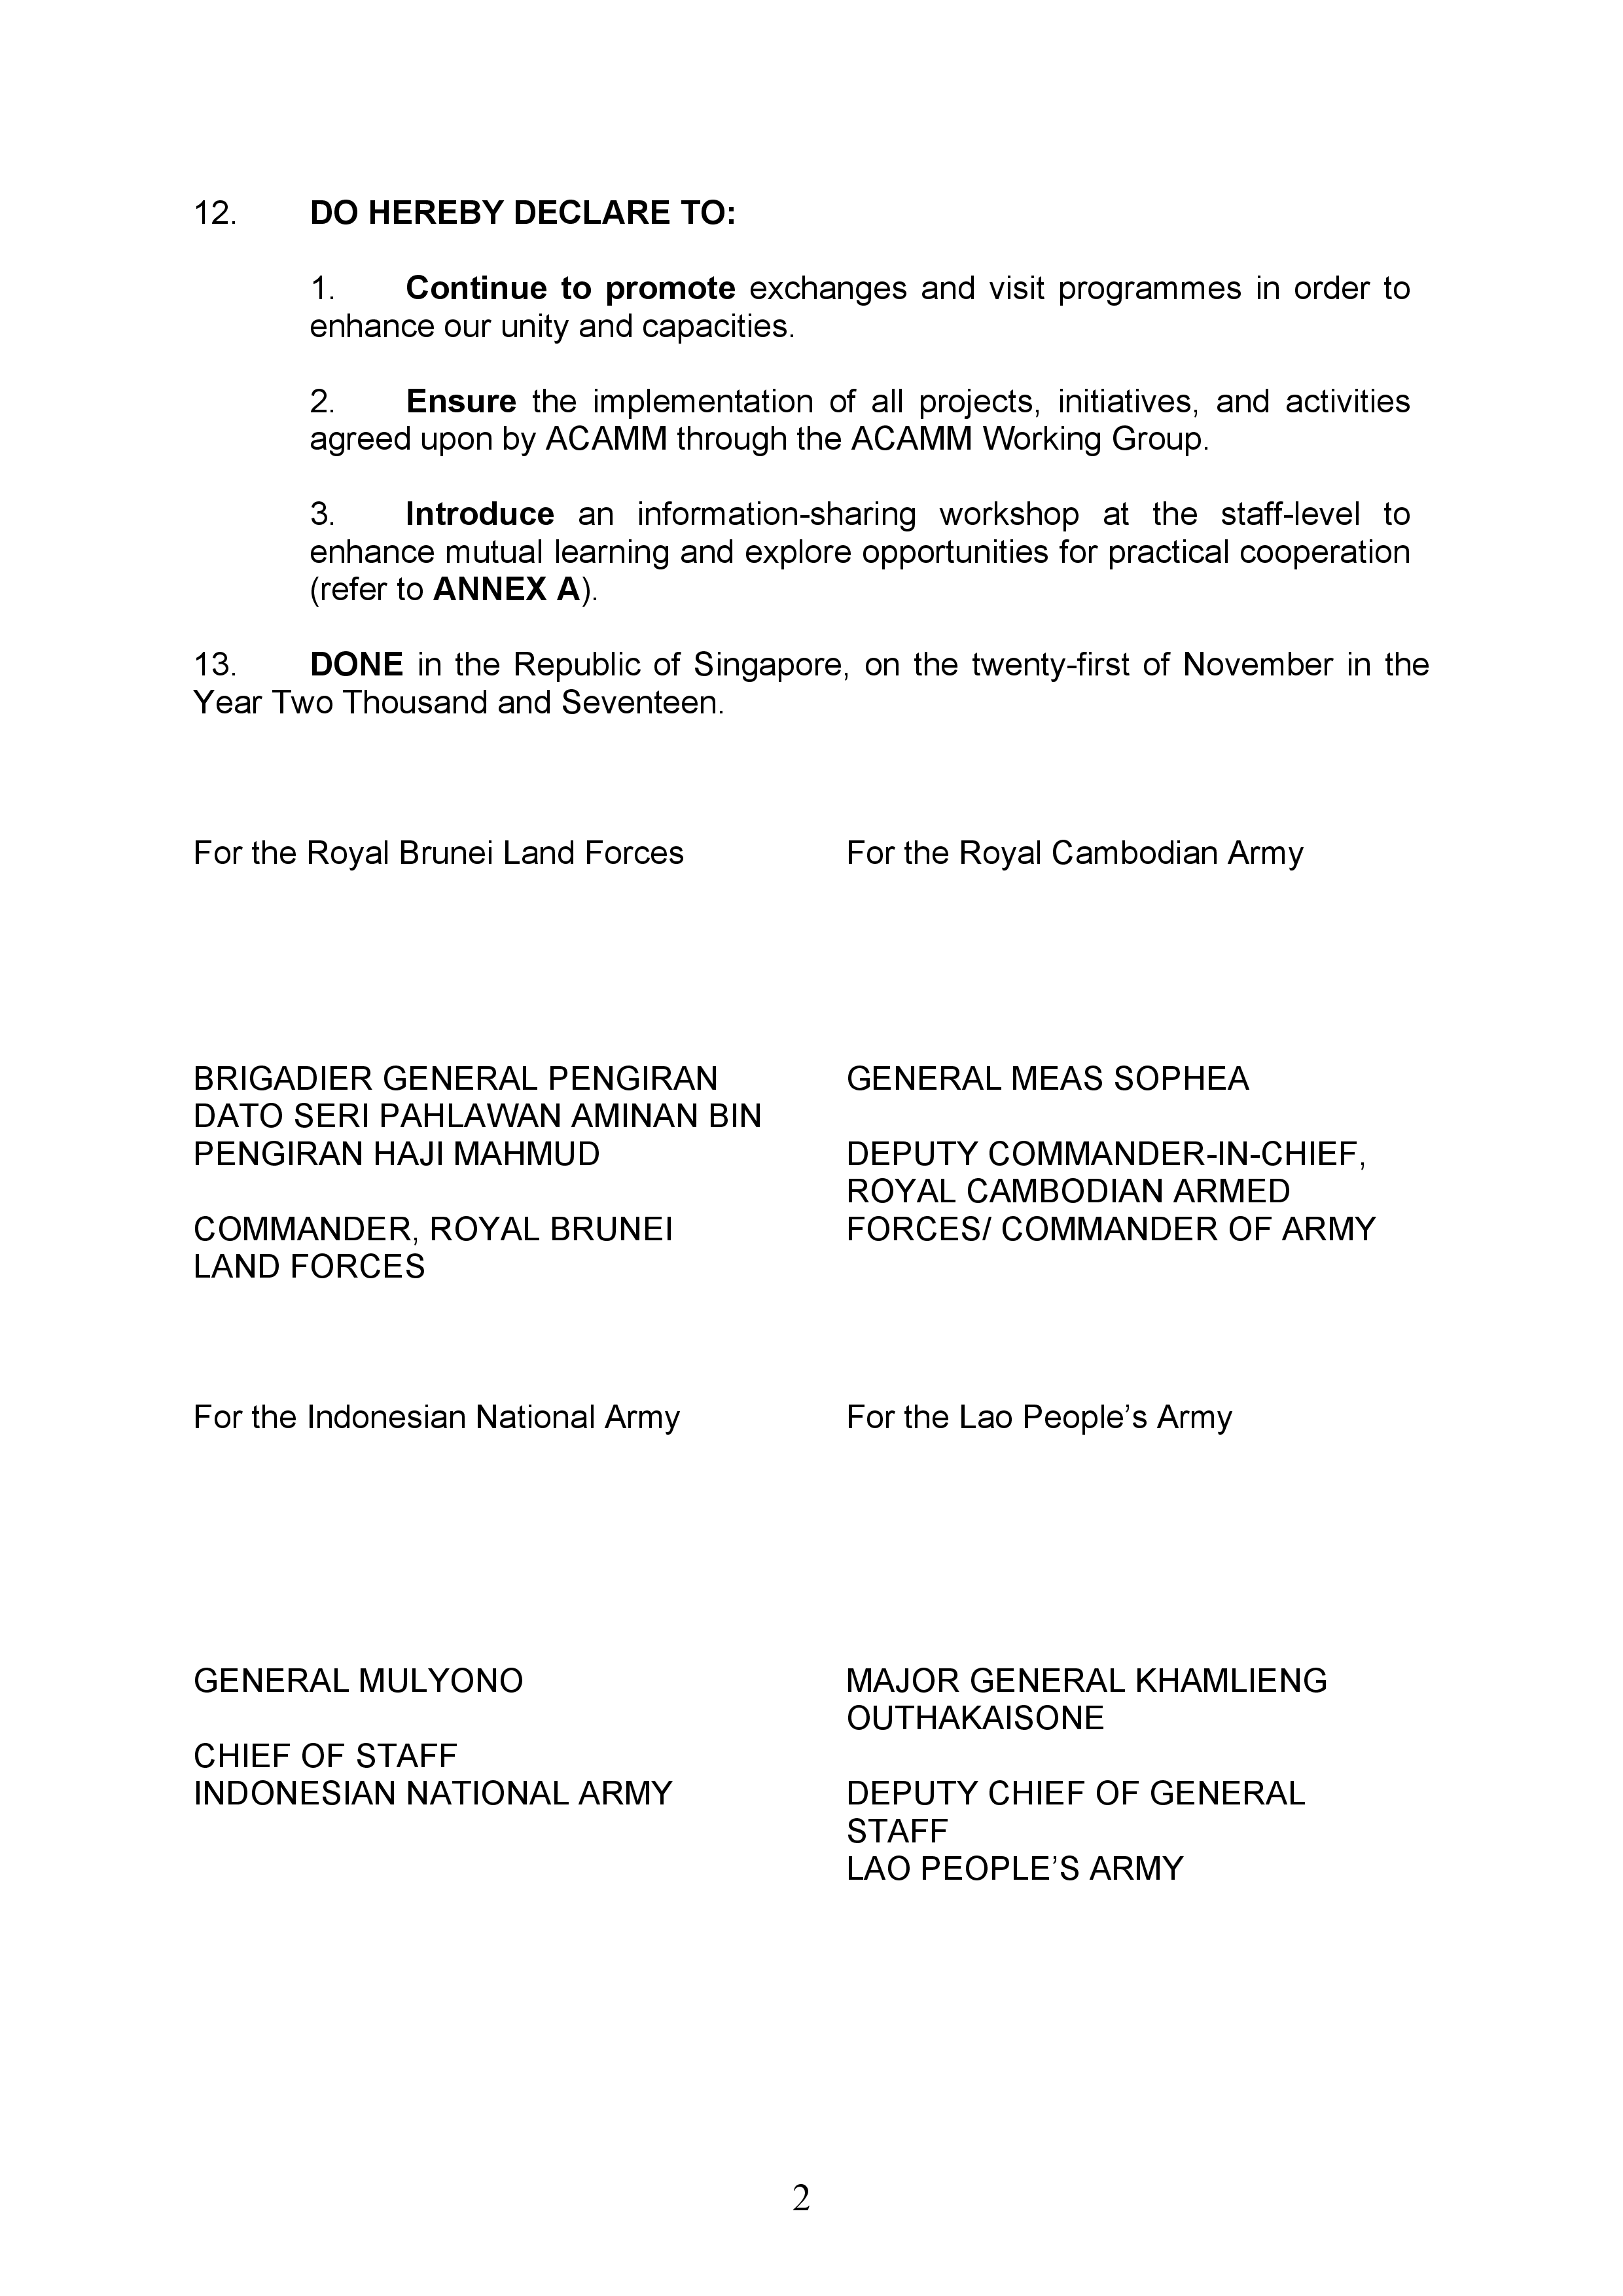 12. DO HEREBY DECLARE TO:
1. Continue to promote exchanges and visit programmes in order to
enhance our unity and capacities.
2. Ensure the implementation of all projects, initiatives, and activities
agreed upon by ACAMM through the ACAMM Working Group.
3. Introduce an information-sharing workshop at the staff-level to
enhance mutual learning and explore opportunities for practical cooperation
(refer to ANNEX A).
13. DONE in the Republic of Singapore, on the twenty-first of November in the
Year Two Thousand and Seventeen.
For the Royal Brunei Land Forces
BRIGADIER GENERAL PENGIRAN
DATO SERI PAHLAWAN AMINAN BIN
PENGIRAN HAJI MAHMUD
COMMANDER, ROYAL BRUNEI
LAND FORCES
For the Royal Cambodian Army
GENERAL MEAS SOPHEA
DEPUTY COMMANDER-IN-CHIEF,
ROYAL CAMBODIAN ARMED
FORCES/ COMMANDER OF ARMY
For the Indonesian National Army
GENERAL MULYONO
CHIEF OF STAFF
INDONESIAN NATIONAL ARMY
For the Lao People’s Army
MAJOR GENERAL KHAMLIENG
OUTHAKAISONE
DEPUTY CHIEF OF GENERAL
STAFF
LAO PEOPLE’S ARMY
2